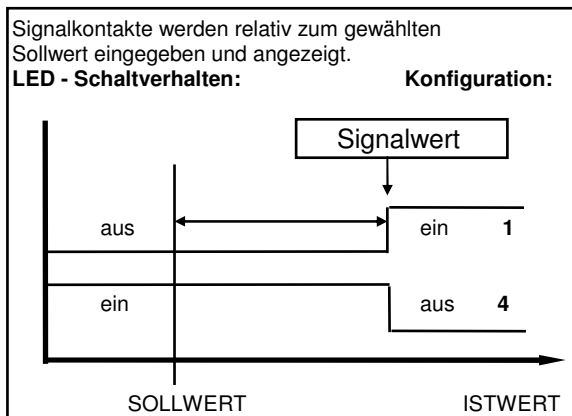 Signalkontakte werden relativ zum gewählten
Sollwert eingegeben und angezeigt.
LED - Schaltverhalten: Konfiguration:
Signalwert
aus ein 1
ein aus 4
SOLLWERT ISTWERT